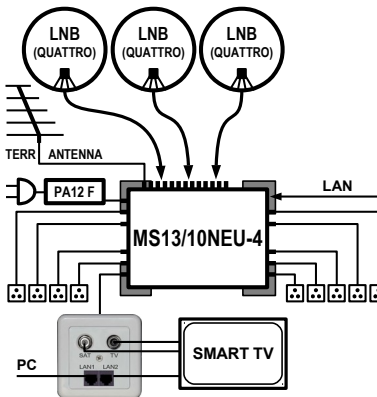 LNB LNB LNB
(QUATTRO) (QUATTRO) (QUATTRO)
TERR ANTENNA
PA12 F
LAN
MS13/10NEU-4
SAT TV
LAN1 LAN2
SMART TV
PC